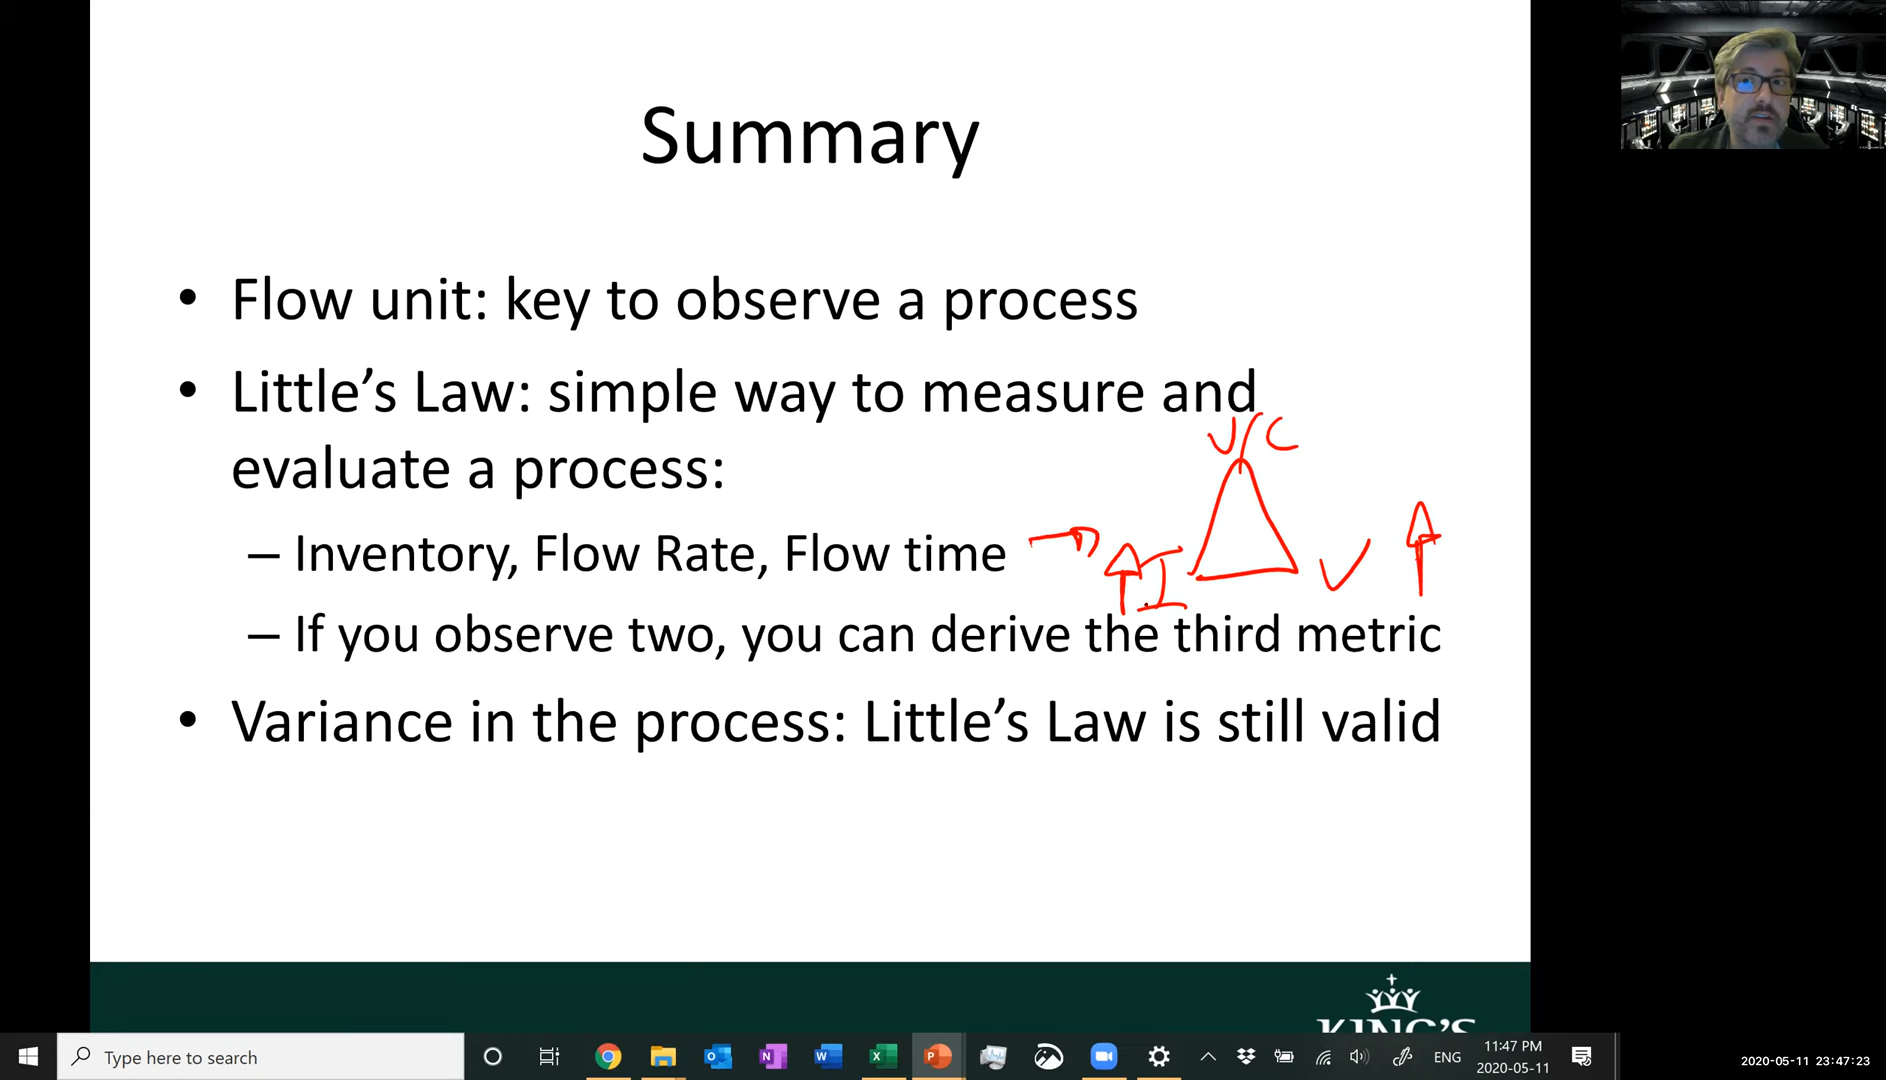 Summary
• Flow unit: key to observe a process
• Little’s Law: simple way to measure and
evaluate a process:
– Inventory, Flow Rate, Flow time
– If you observe two, you can derive the third metric
• Variance in the process: Little’s Law is still valid
I
V
KING'S
Type here to search
ENG
11:47 PM
2020-05-11
2020-05-11 23:47:23